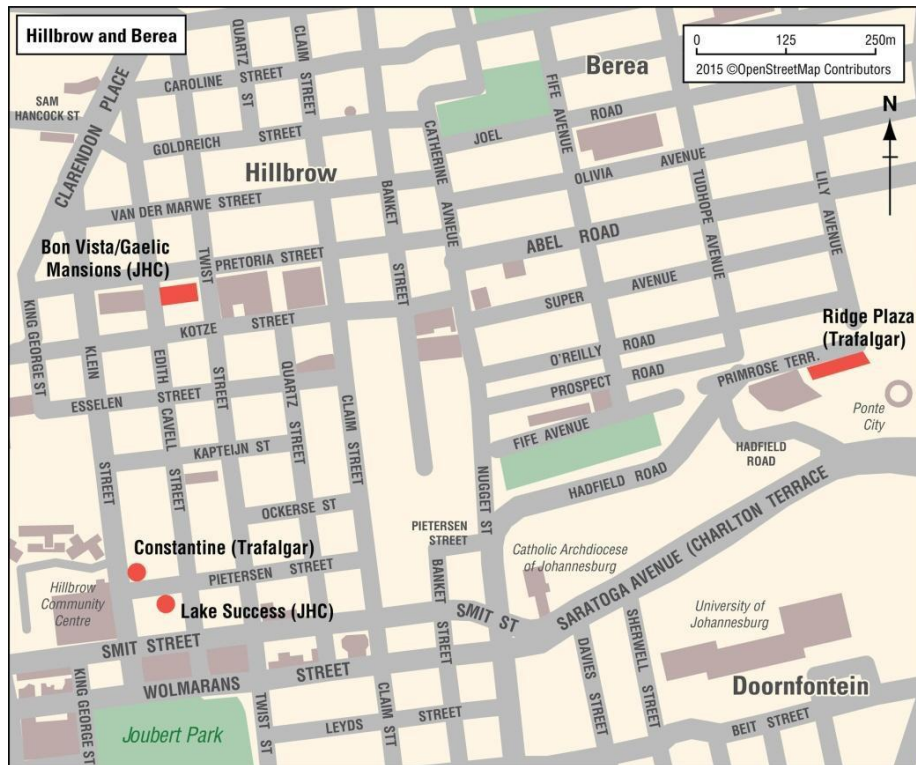 Hillbrow and Berea
0 125 250m
2015 ©OpenStreetMap Contributors
N
SAM
HANCOCK ST
CLARENDON PLACE
CAROLINE STREET
QUARTZ ST
CLAIM STREET
GOLDREICH STREET
Hillbrow
Berea
JOEL ROAD
FIFE AVENUE
CATHERINE AVNEUE
OLIVIA AVENUE
TUDHOPE AVENUE
LILY AVENUE
VAN DER MARWE STREET
BANKET STREET
ABEL ROAD
Bon Vista/Gaelic
Mansions (JHC)
TWIST STREET
PRETORIA STREET
SUPER AVENUE
KING GEORGE ST
KLEIN STREET
KOTZE STREET
EDITH CAVELL STREET
QUARTZ STREET
CLAIM STREET
O'REILLY ROAD
Ridge Plaza
(Trafalgar)
PROSPECT ROAD
PRIMROSE TERR.
ESSELEN STREET
Ponte
City
FIFE AVENUE
KAPTEIJN ST
HADFIELD
ROAD
HADFIELD ROAD
NUGGET ST
OCKERSE ST
PIETERSEN
STREET
SARATOGA AVENUE (CHARLTON TERRACE)
Constantine (Trafalgar)
PIETERSEN STREET
BANKET STREET
Catholic Archdiocese
of Johannesburg
Hillbrow
Community
Centre
Lake Success (JHC)
SMIT ST
University of
Johannesburg
SMIT STREET
DAVIES STREET
SHERWELL STREET
KING GEORGE ST
WOLMARANS STREET
Doornfontein
TWIST ST
CLAIM STT
LEYDS STREET
BEIT STREET
Joubert Park